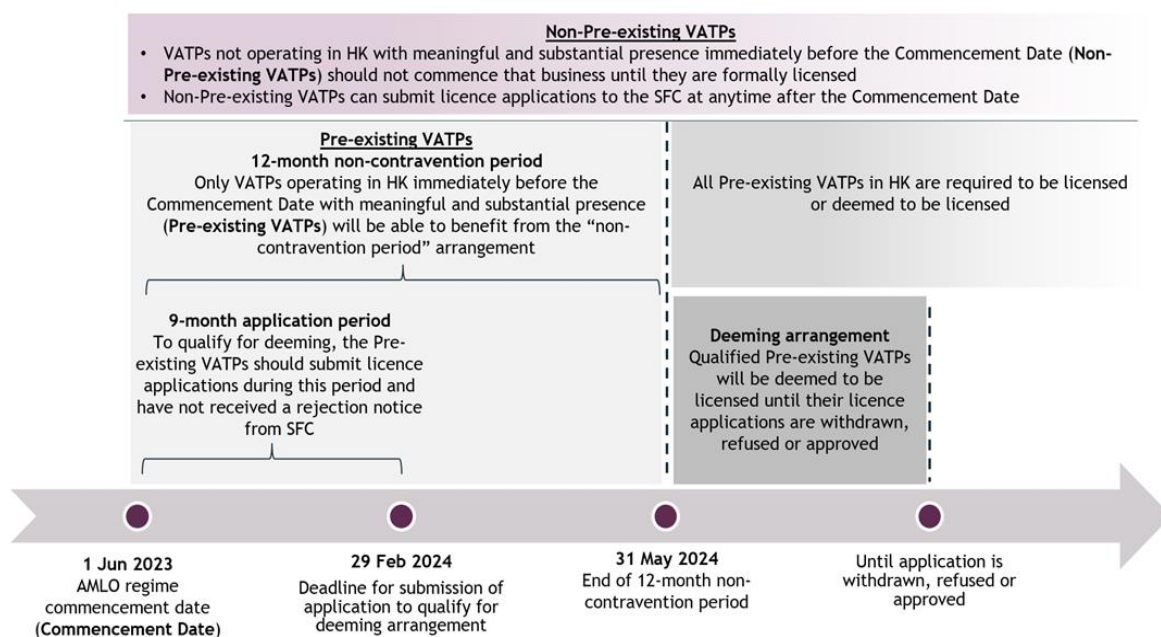 Non-Pre-existing VATPs
• VATPs not operating in HK with meaningful and substantial presence immediately before the Commencement Date (Non-
Pre-existing VATPs) should not commence that business until they are formally licensed
• Non-Pre-existing VATPs can submit licence applications to the SFC at anytime after the Commencement Date
Pre-existing VATPs
12-month non-contravention period
Only VATPs operating in HK immediately before the
Commencement Date with meaningful and substantial presence
(Pre-existing VATPs) will be able to benefit from the “non-
contravention period” arrangement
All Pre-existing VATPs in HK are required to be licensed
or deemed to be licensed
9-month application period
To qualify for deeming, the Pre-
existing VATPs should submit licence
applications during this period and
have not received a rejection notice
from SFC
Deeming arrangement
Qualified Pre-existing VATPs
will be deemed to be
licensed until their licence
applications are withdrawn,
refused or approved
1 Jun 2023
AMLO regime
commencement date
(Commencement Date)
29 Feb 2024
Deadline for submission of
application to qualify for
deeming arrangement
31 May 2024
End of 12-month non-
contravention period
Until application is
withdrawn, refused or
approved